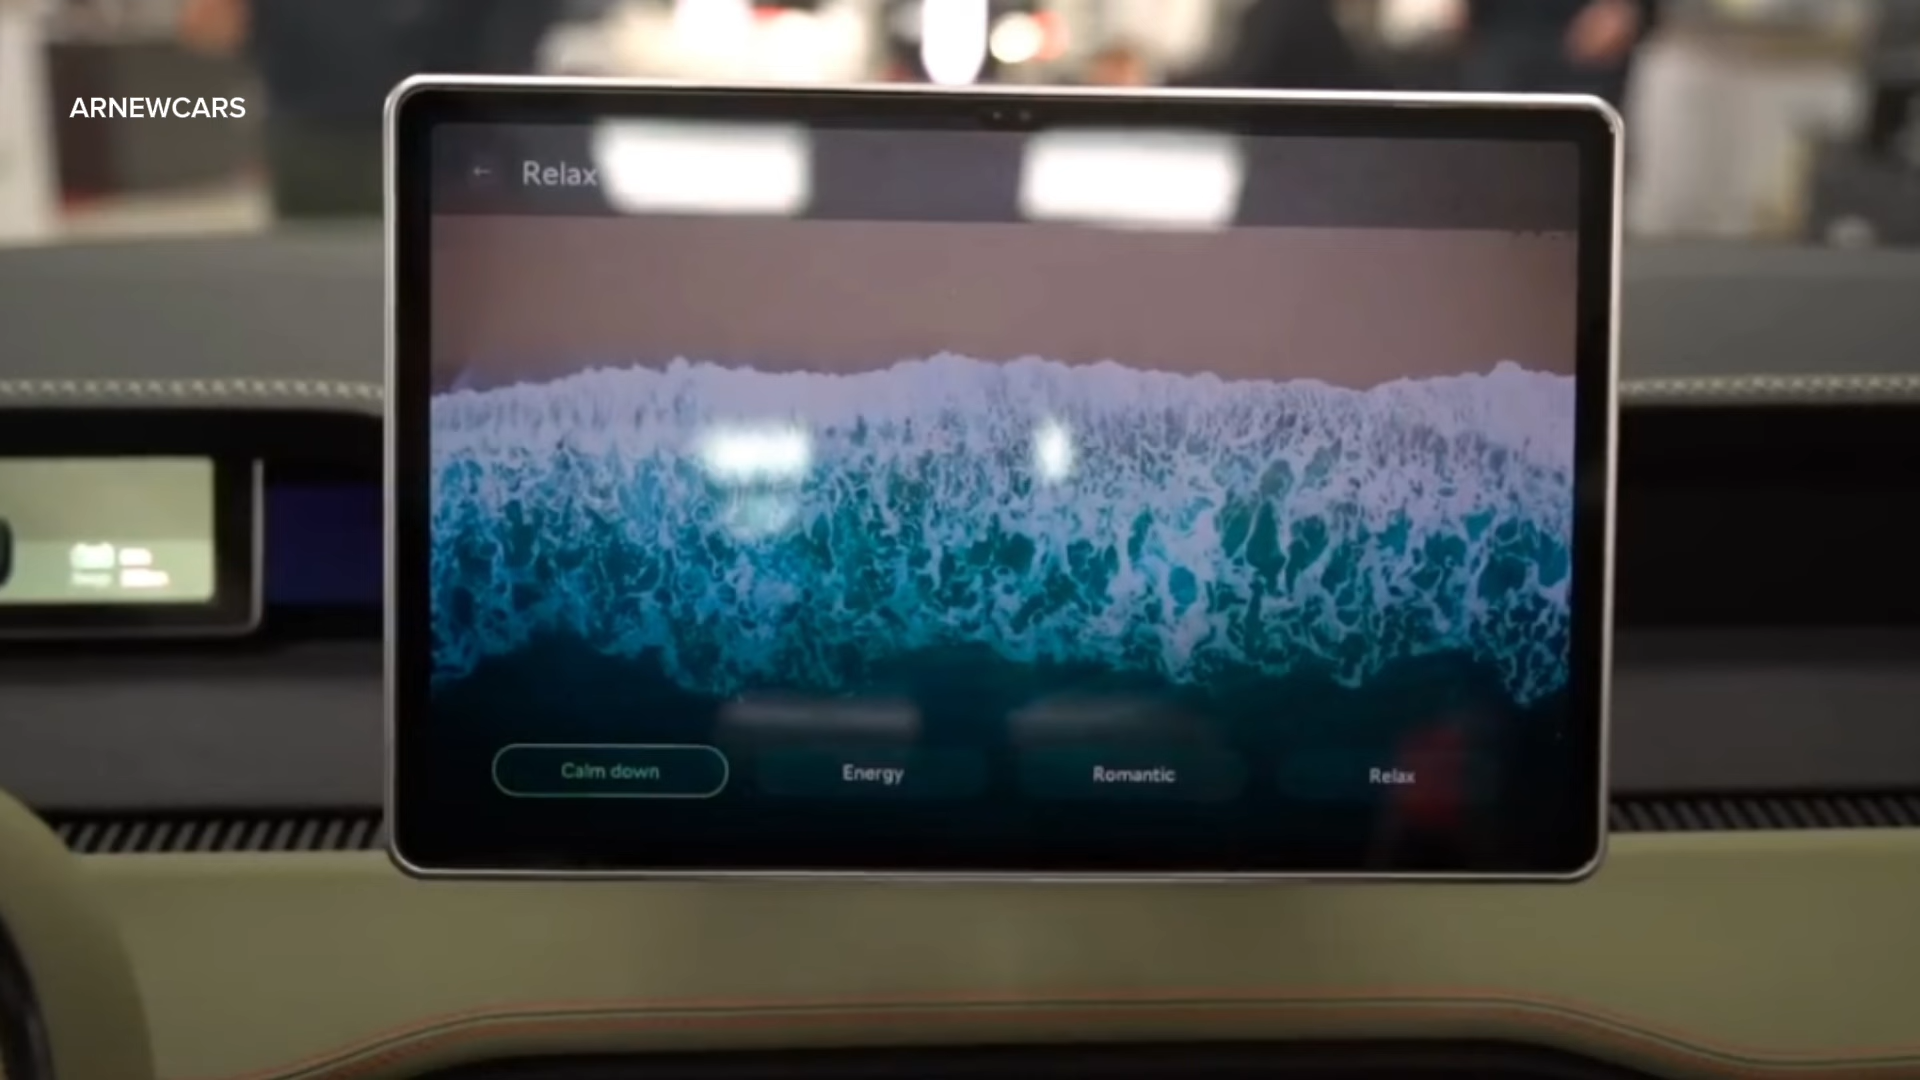 ARNEWCARS
← Relax
Calm down
Energy
Romantic
Relax